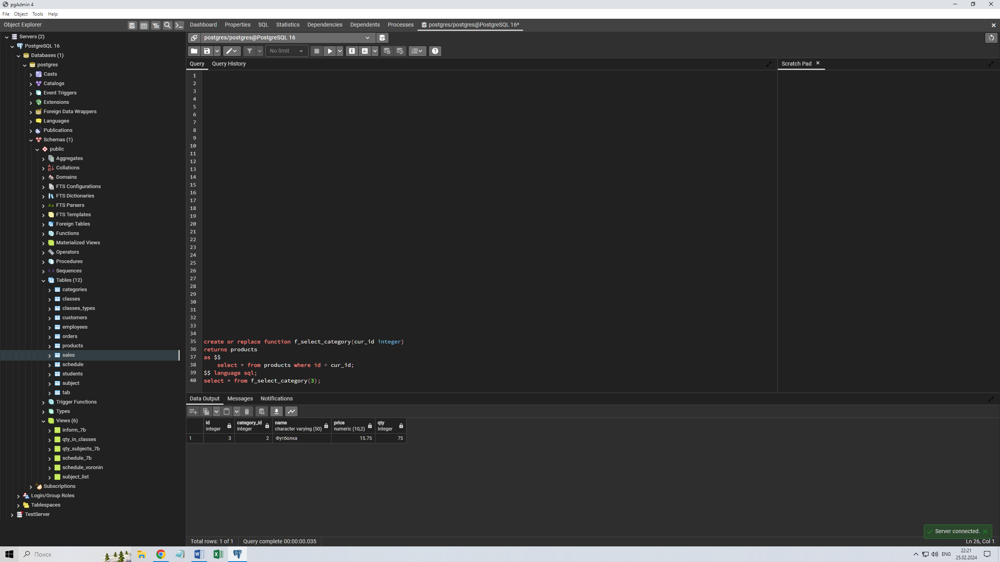 pgAdmin 4
File Object Tools Help
Object Explorer
Dashboard Properties SQL Statistics Dependencies Dependents Processes postgres/postgres@PostgreSQL 16*
postgres/postgres@PostgreSQL 16
No limit
Query Query History
Scratch Pad
Servers (2)
PostgreSQL 16
Databases (1)
postgres
Casts
Catalogs
Event Triggers
Extensions
Foreign Data Wrappers
Languages
Publications
Schemas (1)
public
Aggregates
Collations
Domains
FTS Configurations
FTS Dictionaries
FTS Parsers
FTS Templates
Foreign Tables
Functions
Materialized Views
Operators
Procedures
1..3 Sequences
Tables (12)
categories
classes
classes_types
customers
employees
orders
products
sales
schedule
students
subject
tab
Trigger Functions
Types
Views (6)
inform_7b
qty_in_classes
qty_subjects_7b
schedule_7b
schedule_voronin
subject_list
Subscriptions
Login/Group Roles
Tablespaces
TestServer
1
2
3
4
5
6
7
8
9
10
11
12
13
14
15
16
17
18
19
20
21
22
23
24
25
26
27
28
29
30
31
32
33
34
35 create or replace function f_select_category(cur_id integer)
36 returns products
37 as $$
38 select * from products where id = cur_id;
39 $$ language sql;
40 select * from f_select_category(3);
Data Output Messages Notifications
id category_id name price qty
integer integer character varying (50) numeric (10,2) integer
1 3 2 Футболка 15.75 75
Server connected.
Total rows: 1 of 1 Query complete 00:00:00.035
Ln 26, Col 1
Поиск
ENG
22:21
25.02.2024